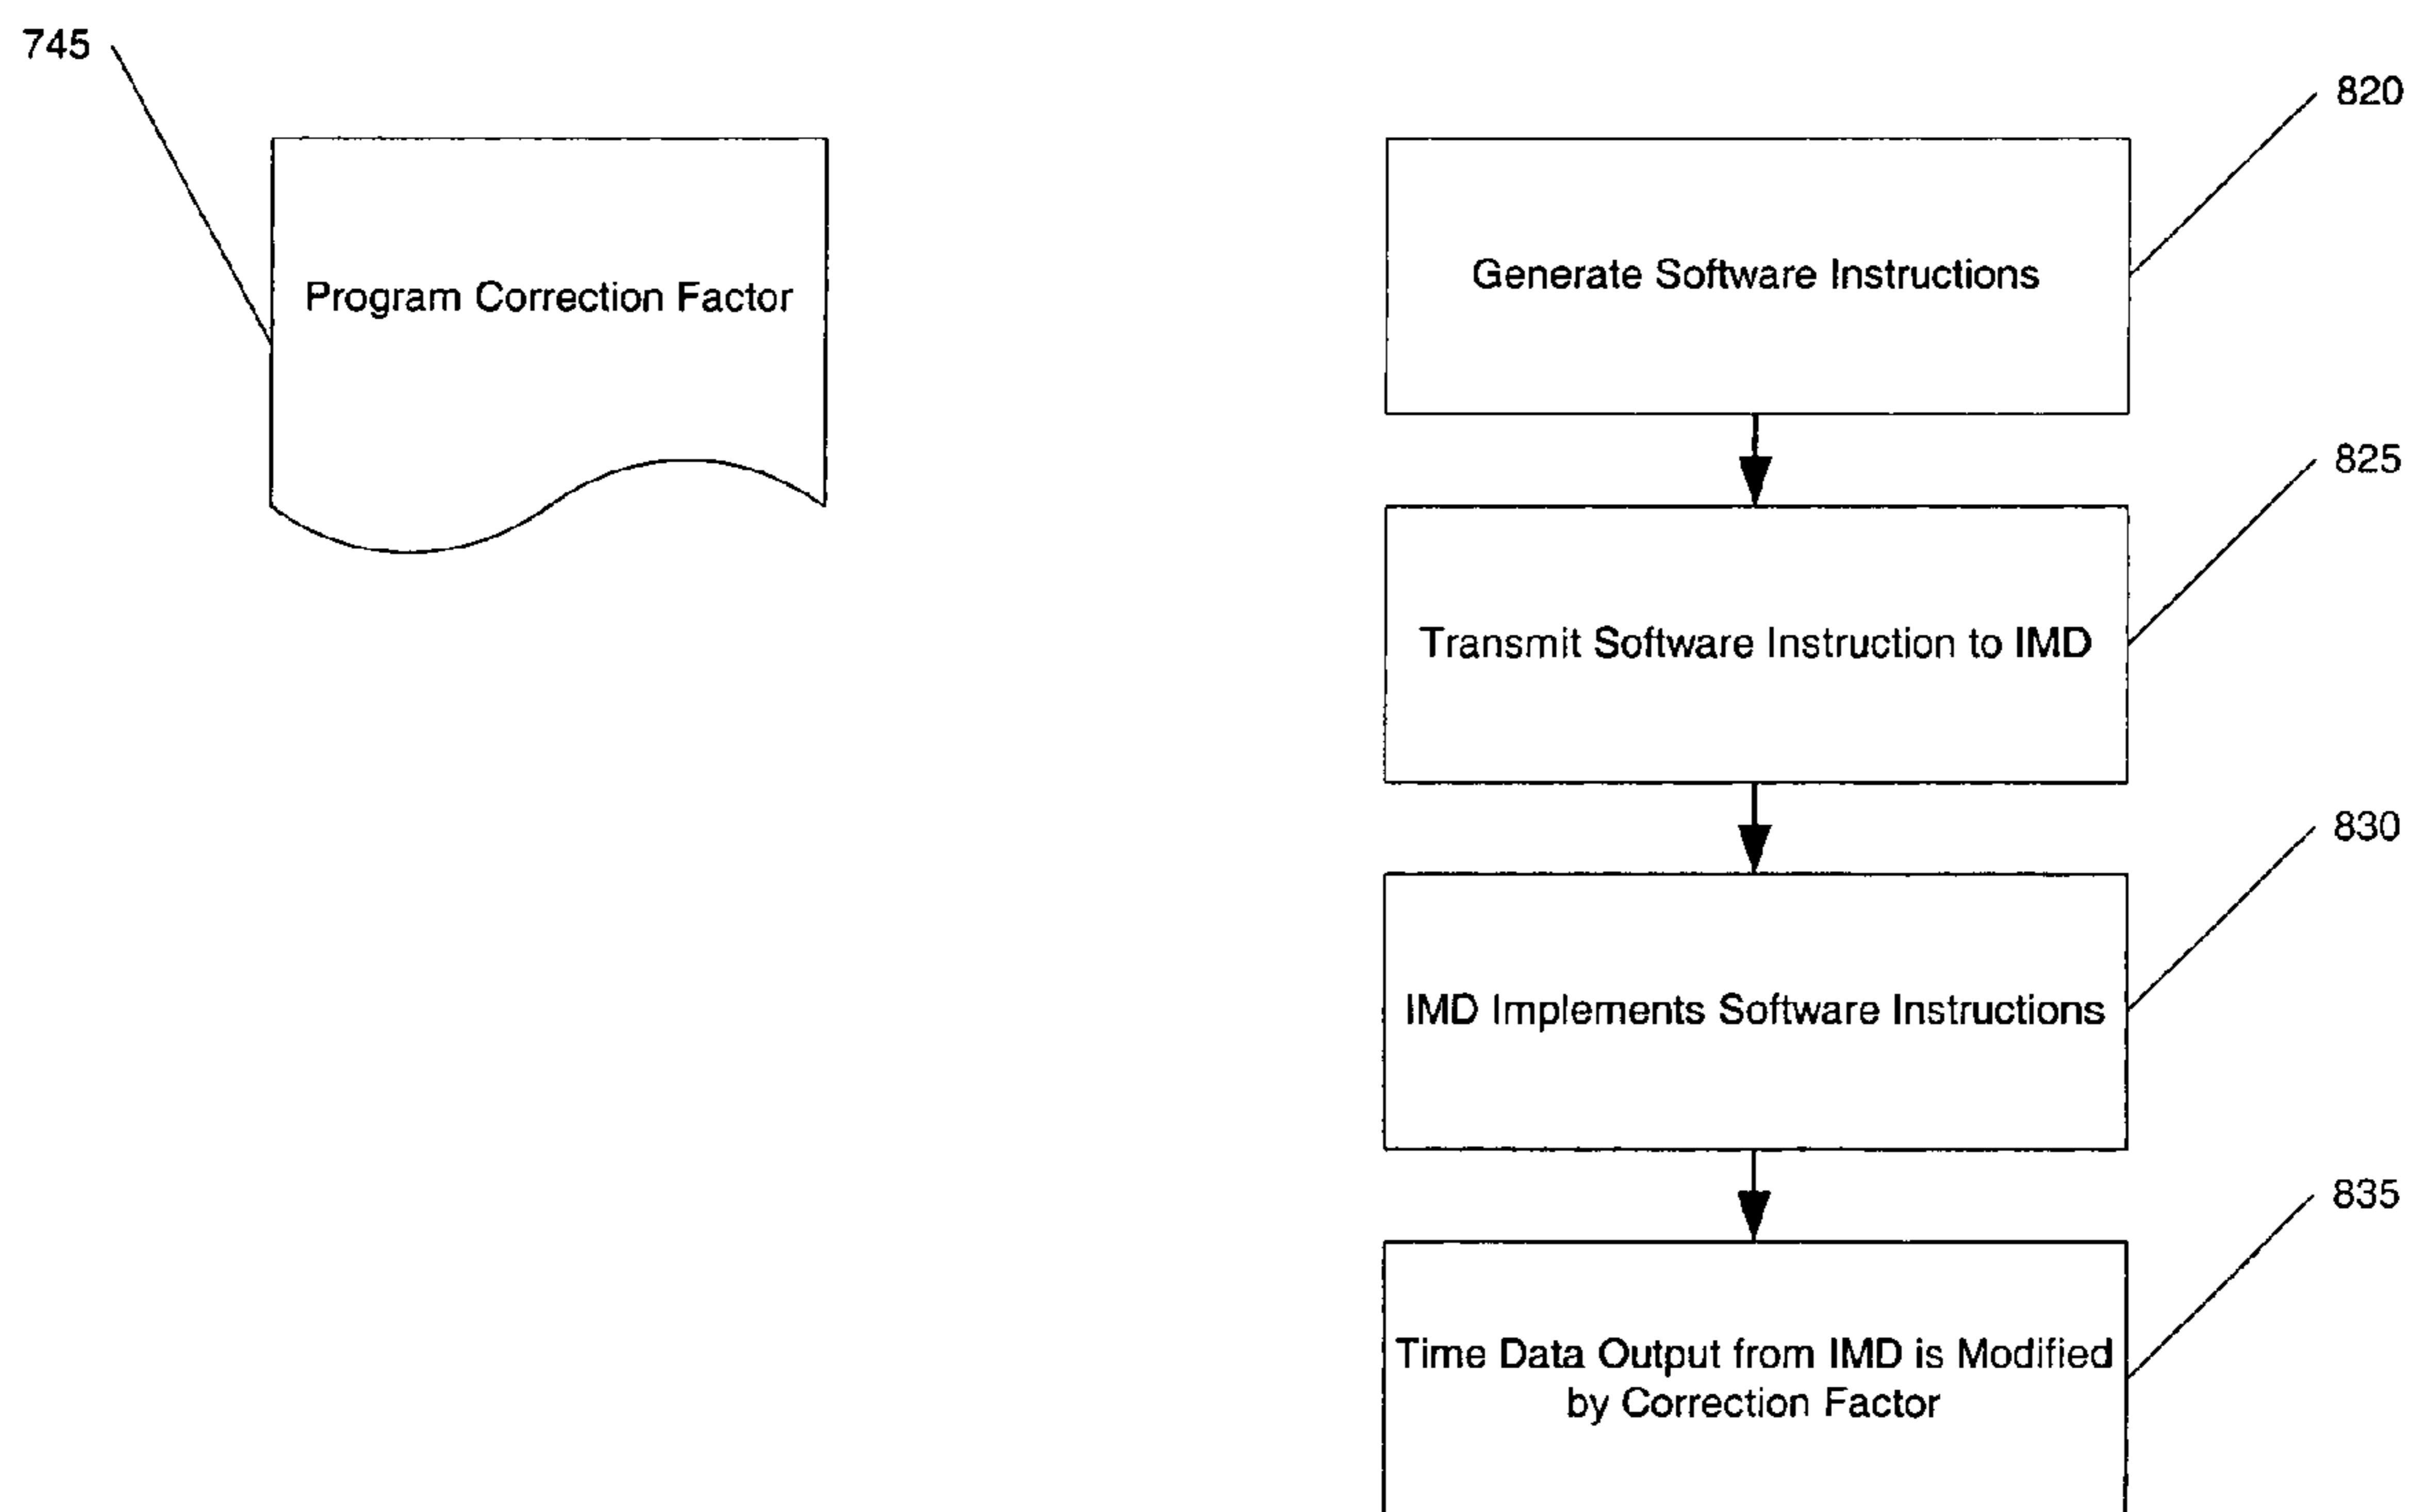 745
Program Correction Factor
820
Generate Software Instructions
825
Transmit Software Instruction to IMD
830
IMD Implements Software Instructions
835
Time Data Output from IMD is Modified
by Correction Factor